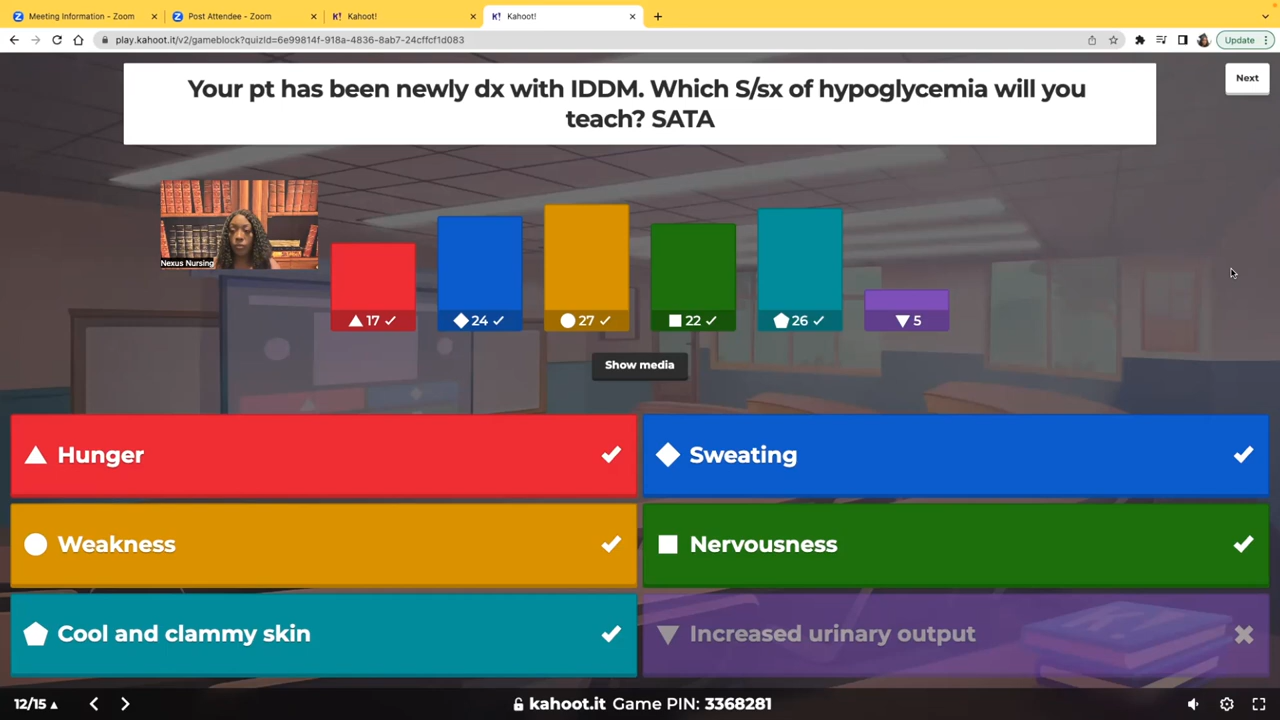 Meeting Information - Zoom
Post Attendee - Zoom
Kahoot!
Kahoot!
play.kahoot.it/v2/gameblock?quizId=6e99814f-918a-4836-8ab7-24cffcf1d083
Update
Your pt has been newly dx with IDDM. Which S/sx of hypoglycemia will you
teach? SATA
Next
Nexus Nursing
17
24
27
22
26
5
Show media
Hunger
Sweating
Weakness
Nervousness
Cool and clammy skin
Increased urinary output
12/15
kahoot.it Game PIN: 3368281